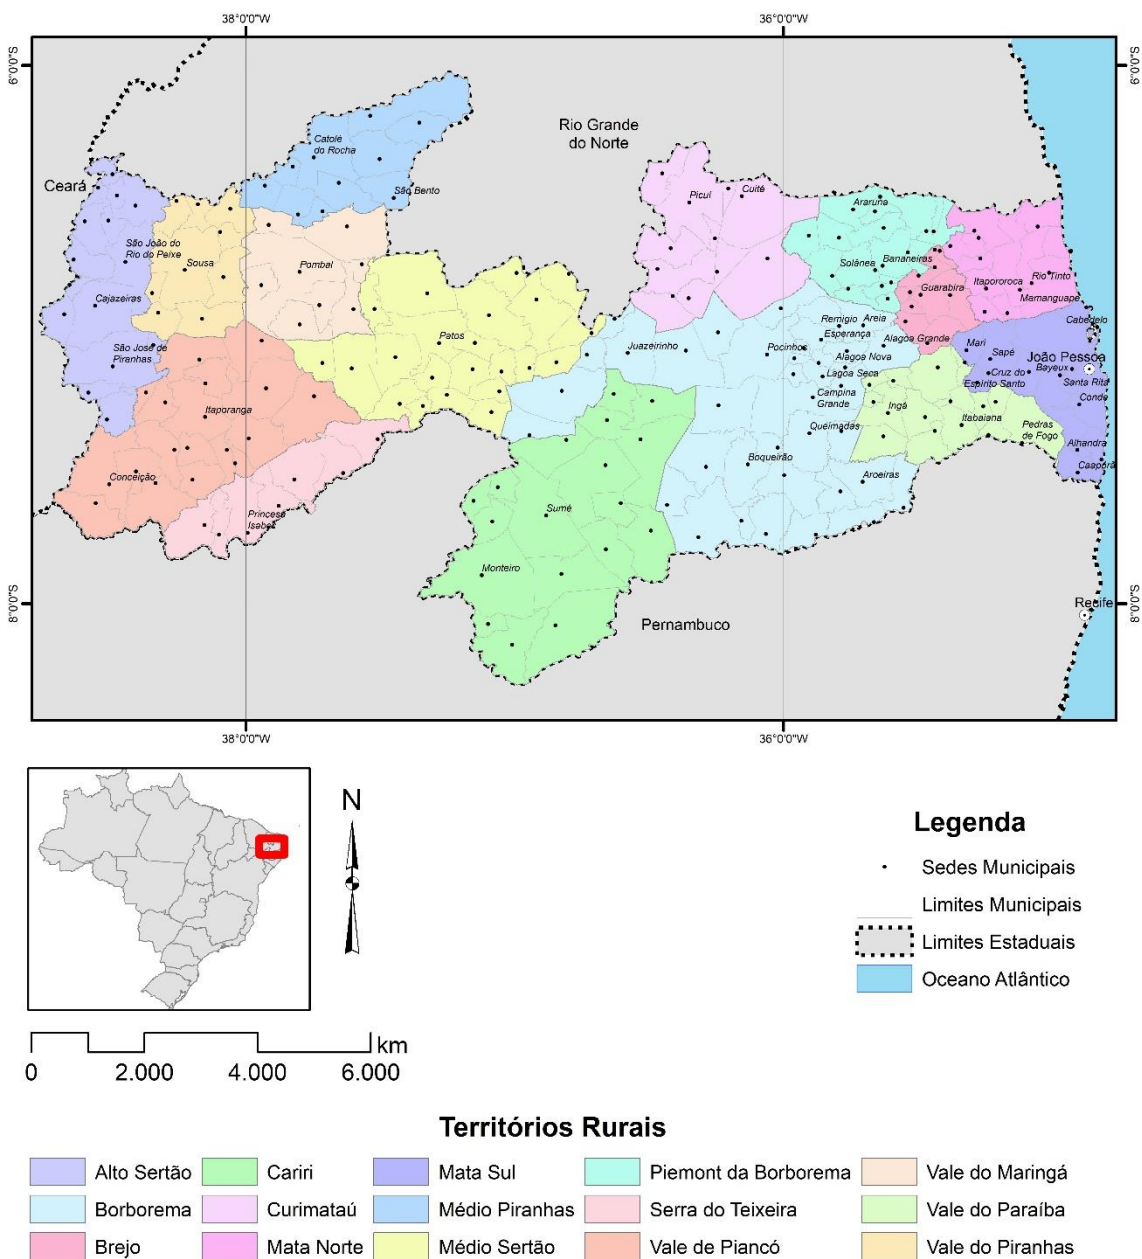 38°0'0"W
36°0'0"W
6°0'0"S
6°0'0"S
Rio Grande
do Norte
Catolé
do Rocha
Ceará
São Bento
Picuí
Cuité
Araruna
São João do
Rio do Peixe
Sousa
Pombal
Solânea
Bananeiras
Guarabira
Itapororoca
Rio Tinto
Mamanguape
Cajazeiras
Cabedelo
São José de
Piranhas
Patos
Juazeirinho
Pocinhos
Remigio
Areia
Esperança
Alagoa Grande
Alagoa Nova
Lagoa Seca
Mari
Sapé
João Pessoa
Bayeux
Cruz do
Espírito Santo
Santa Rita
Conde
Itaporanga
Campina
Grande
Ingá
Itabaiana
Queimadas
Pedras
de Fogo
Alhandra
Caaporã
Conceição
Boqueirão
Aroeiras
Princesa
Isabel
Sumé
Monteiro
8°0'0"S
8°0'0"S
Recife
Pernambuco
38°0'0"W
36°0'0"W
N
Legenda
Sedes Municipais
Limites Municipais
Limites Estaduais
Oceano Atlântico
km
0 2.000 4.000 6.000
Territórios Rurais
Alto Sertão Cariri Mata Sul Piemont da Borborema Vale do Maringá
Borborema Curimataú Médio Piranhas Serra do Teixeira Vale do Paraíba
Brejo Mata Norte Médio Sertão Vale de Piancó Vale do Piranhas